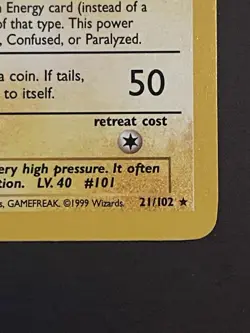 n Energy card (instead of a
of that type. This power
, Confused, or Paralyzed.
a coin. If tails,
to itself.
50
retreat cost
ery high pressure. It often
tion. LV. 40 #101
s, GAMEFREAK. ©1999 Wizards. 21/102 ★